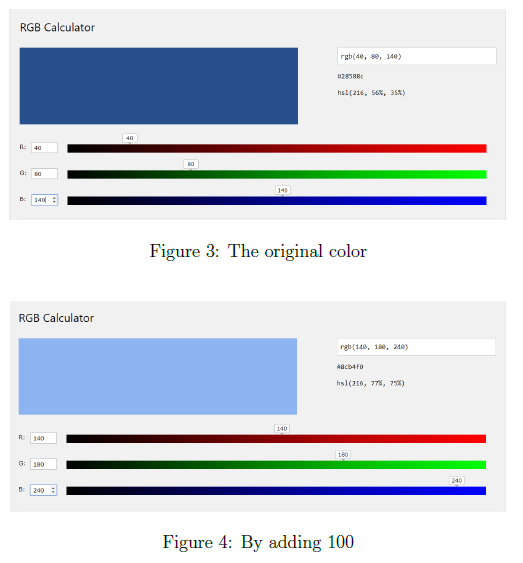 RGB Calculator
rgb(40, 80, 140)
#28508c
hsl(216, 56%, 35%)
40
R: 40
80
G: 80
140
B: 140
Figure 3: The original color
RGB Calculator
rgb(140, 180, 240)
#8cb4f0
hsl(216, 77%, 75%)
140
R: 140
180
G: 180
240
B: 240
Figure 4: By adding 100